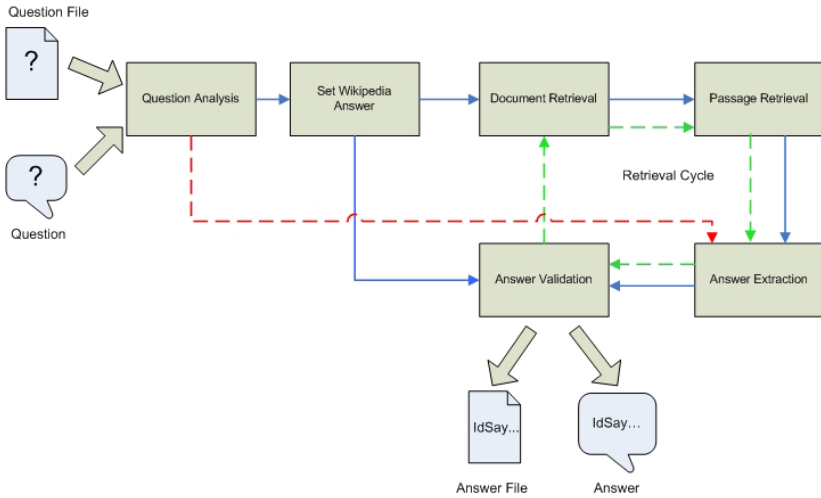 Question File
?
Question Analysis
Set Wikipedia
Answer
Document Retrieval
Passage Retrieval
?
Question
Retrieval Cycle
Answer Validation
Answer Extraction
IdSay...
IdSay...
Answer File
Answer